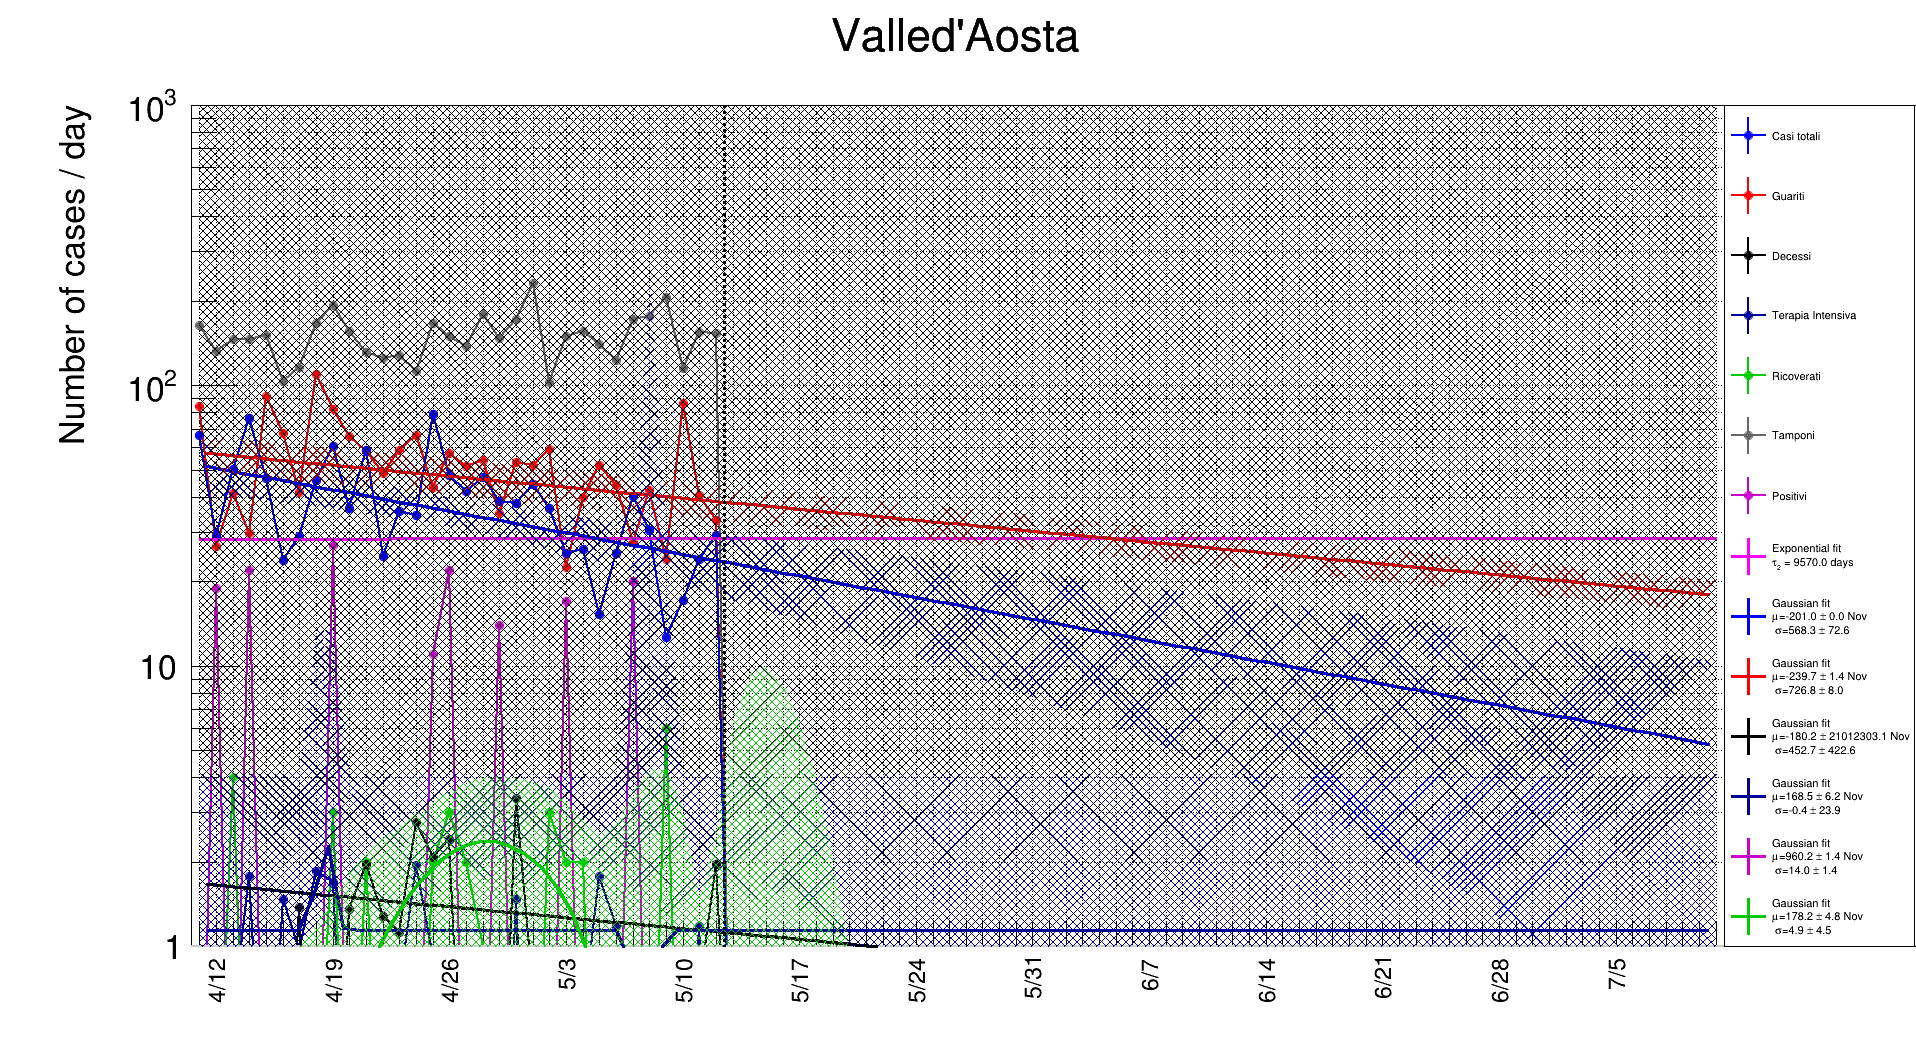 Valled'Aosta
Number of cases / day
10³
10²
10
1
4/12
4/19
4/26
5/3
5/10
5/17
5/24
5/31
6/7
6/14
6/21
6/28
7/5
Casi totali
Guariti
Decessi
Terapia Intensiva
Ricoverati
Tamponi
Positivi
Exponential fit
τ₂ = 9570.0 days
Gaussian fit
μ=-201.0 ± 0.0 Nov
σ=568.3 ± 72.6
Gaussian fit
μ=-239.7 ± 1.4 Nov
σ=726.8 ± 8.0
Gaussian fit
μ=-180.2 ± 21012303.1 Nov
σ=452.7 ± 422.6
Gaussian fit
μ=168.5 ± 6.2 Nov
σ=-0.4 ± 23.9
Gaussian fit
μ=960.2 ± 1.4 Nov
σ=14.0 ± 1.4
Gaussian fit
μ=178.2 ± 4.8 Nov
σ=4.9 ± 4.5